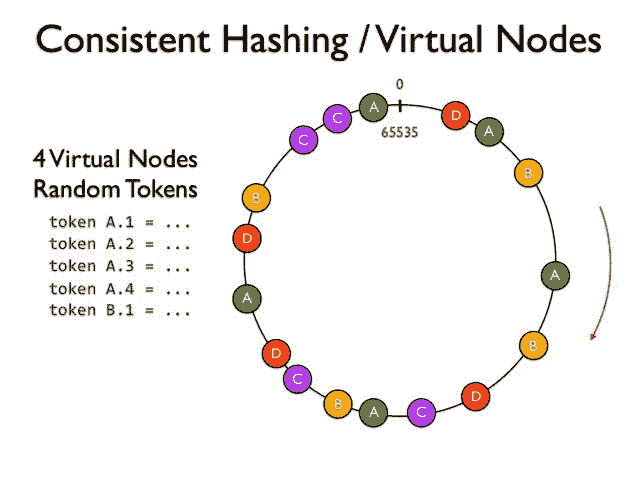 Consistent Hashing / Virtual Nodes
0
65535
4 Virtual Nodes
Random Tokens
token A.1 = ...
token A.2 = ...
token A.3 = ...
token A.4 = ...
token B.1 = ...
D
A
B
A
B
D
C
A
B
C
D
A
D
B
C
C
A